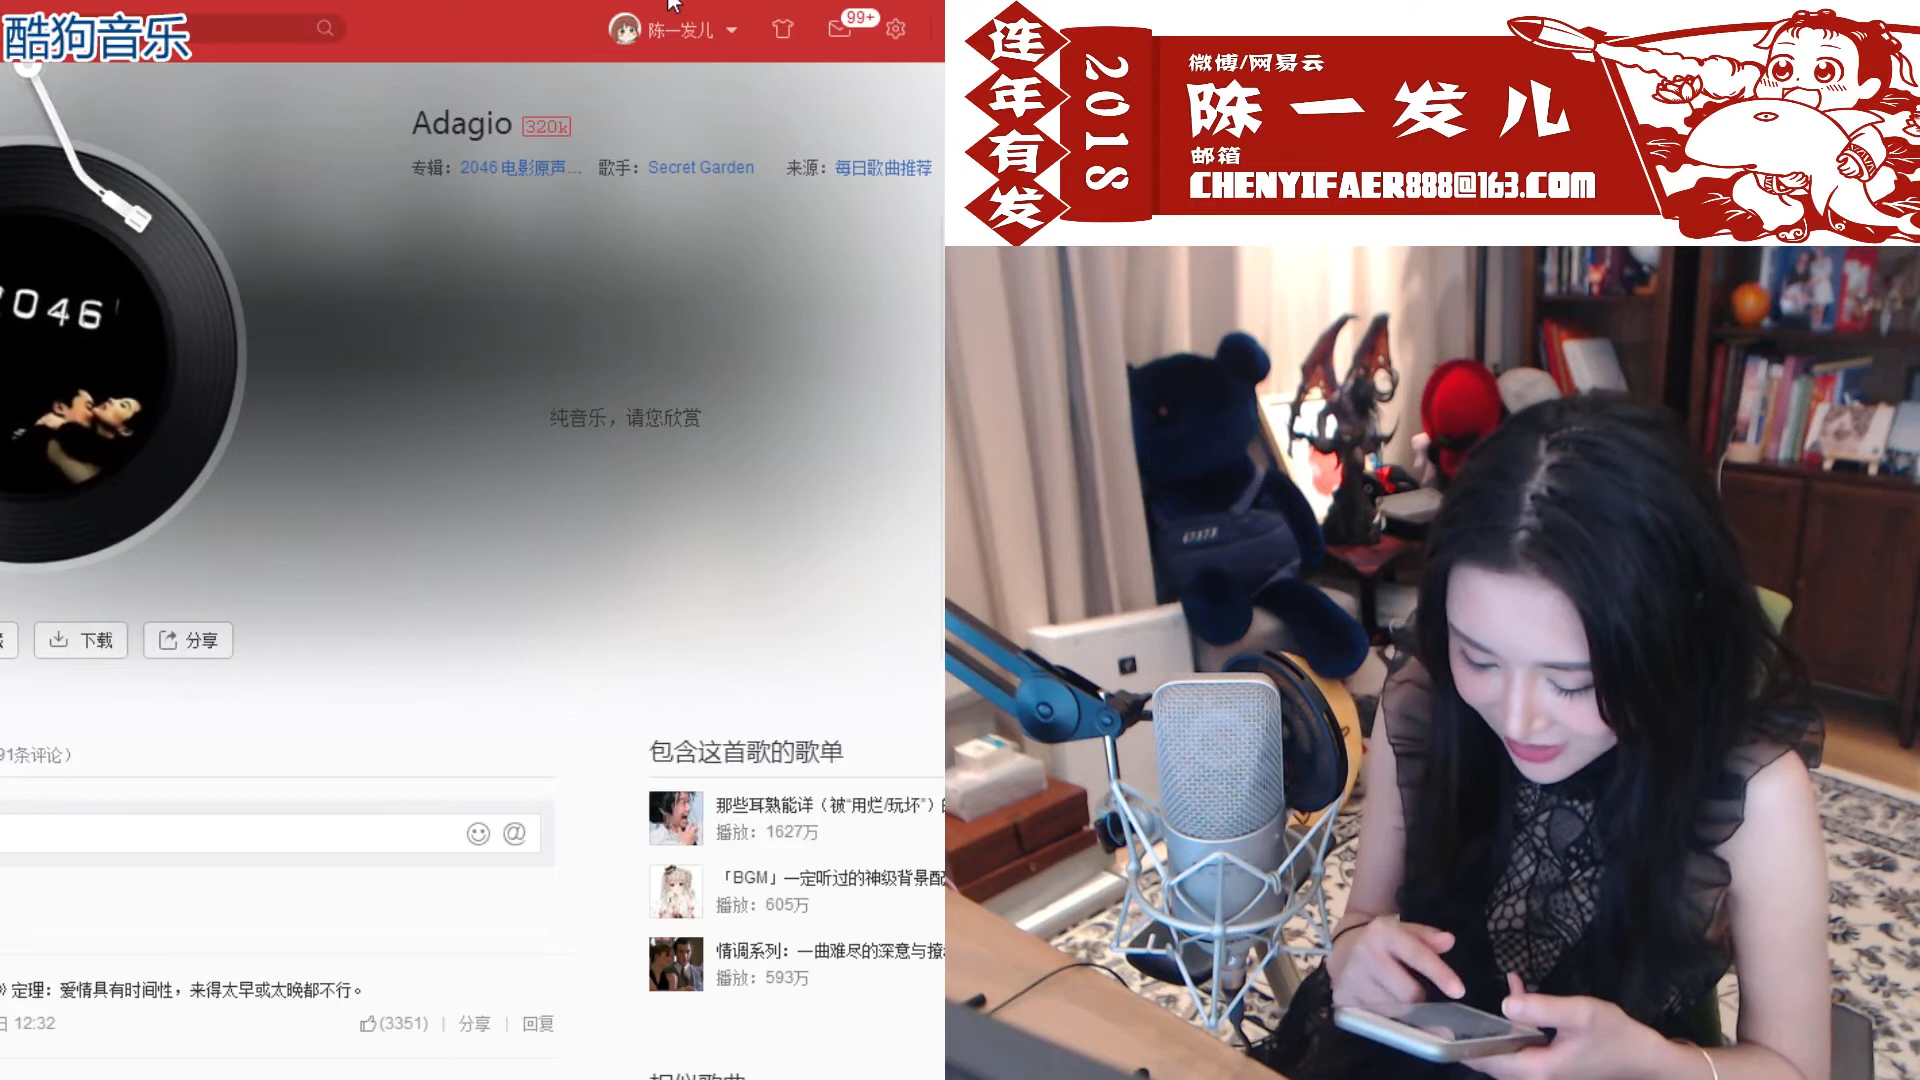 酷狗音乐
陈一发儿
99+
Adagio 320k
专辑：2046 电影原声... 歌手：Secret Garden 来源：每日歌曲推荐
2046
纯音乐，请您欣赏
下载
分享
91条评论）
包含这首歌的歌单
那些耳熟能详（被“用烂/玩坏”）
播放：1627万
「BGM」一定听过的神级背景配
播放：605万
情调系列：一曲难尽的深意与撩
播放：593万
定理：爱情具有时间性，来得太早或太晚都不行。
日 12:32
(3351) | 分享 | 回复
连年有发
2018
微博/网易云
陈一发儿
邮箱
CHENYIFAER888@163.COM